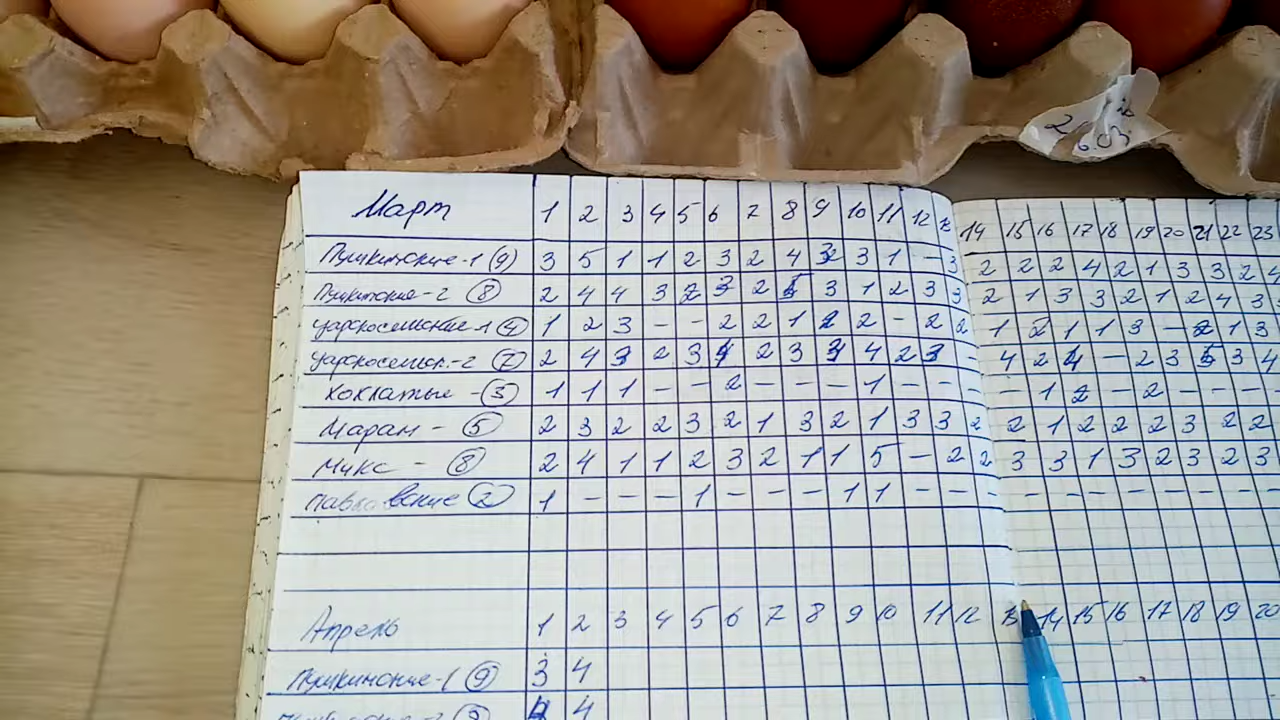 2
6.03
Март 1 2 3 4 5 6 7 8 9 10 11 12 13 14 15 16 17 18 19 20 21 22 23
Пушкинские-1 (9) 3 5 1 1 2 3 2 4 3 1 - 3 2 2 2 4 2 1 3 3 2 4
Пушкинские-2 (8) 2 4 4 3 2 3 2 5 3 1 2 3 3 2 1 3 3 2 1 2 4 3 3
царскосельские 1 (4) 1 2 3 - - 2 2 1 2 2 - 2 2 1 2 1 1 3 - 2 1 3
царскосельск-2 (7) 2 4 3 2 3 4 2 3 3 4 2 3 - 4 2 4 - 2 3 5 3 4
Хохлатые - (3) 1 1 1 - - 2 - - - 1 - - - - 1 2 - 2 - - - -
Маран - (5) 2 3 2 2 3 2 1 3 2 1 3 3 2 2 1 2 2 2 3 2 2
Микс - (8) 2 4 1 1 2 3 2 1 1 5 - 2 2 3 3 1 3 2 3 2 3
павловские (2) 1 - - - 1 - - - 1 1 - - - - - - - - - - - -
Апрель 1 2 3 4 5 6 7 8 9 10 11 12 13 14 15 16 17 18 19 20
Пушкинские-1 (9) 3 4
4